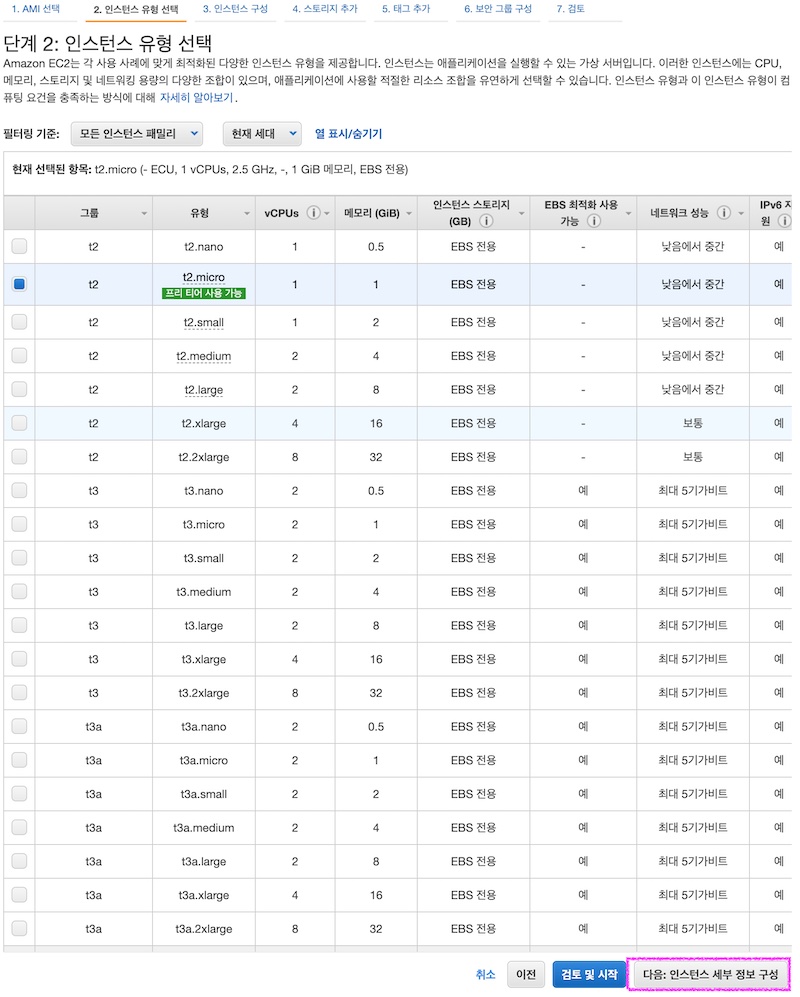 1. AMI 선택 2. 인스턴스 유형 선택 3. 인스턴스 구성 4. 스토리지 추가 5. 태그 추가 6. 보안 그룹 구성 7. 검토
단계 2: 인스턴스 유형 선택
Amazon EC2는 각 사용 사례에 맞게 최적화된 다양한 인스턴스 유형을 제공합니다. 인스턴스는 애플리케이션을 실행할 수 있는 가상 서버입니다. 이러한 인스턴스에는 CPU,
메모리, 스토리지 및 네트워킹 용량의 다양한 조합이 있으며, 애플리케이션에 사용할 적절한 리소스 조합을 유연하게 선택할 수 있습니다. 인스턴스 유형과 이 인스턴스 유형이 컴
퓨팅 요건을 충족하는 방식에 대해 자세히 알아보기.
필터링 기준: 모든 인스턴스 패밀리 현재 세대 열 표시/숨기기
현재 선택된 항목: t2.micro (- ECU, 1 vCPUs, 2.5 GHz, -, 1 GiB 메모리, EBS 전용)
그룹 유형 vCPUs 메모리 (GiB) 인스턴스 스토리지 (GB) EBS 최적화 사용 가능 네트워크 성능 IPv6 지원
t2 t2.nano 1 0.5 EBS 전용 - 낮음에서 중간 예
t2 t2.micro 프리 티어 사용 가능 1 1 EBS 전용 - 낮음에서 중간 예
t2 t2.small 1 2 EBS 전용 - 낮음에서 중간 예
t2 t2.medium 2 4 EBS 전용 - 낮음에서 중간 예
t2 t2.large 2 8 EBS 전용 - 낮음에서 중간 예
t2 t2.xlarge 4 16 EBS 전용 - 보통 예
t2 t2.2xlarge 8 32 EBS 전용 - 보통 예
t3 t3.nano 2 0.5 EBS 전용 예 최대 5기가비트 예
t3 t3.micro 2 1 EBS 전용 예 최대 5기가비트 예
t3 t3.small 2 2 EBS 전용 예 최대 5기가비트 예
t3 t3.medium 2 4 EBS 전용 예 최대 5기가비트 예
t3 t3.large 2 8 EBS 전용 예 최대 5기가비트 예
t3 t3.xlarge 4 16 EBS 전용 예 최대 5기가비트 예
t3 t3.2xlarge 8 32 EBS 전용 예 최대 5기가비트 예
t3a t3a.nano 2 0.5 EBS 전용 예 최대 5기가비트 예
t3a t3a.micro 2 1 EBS 전용 예 최대 5기가비트 예
t3a t3a.small 2 2 EBS 전용 예 최대 5기가비트 예
t3a t3a.medium 2 4 EBS 전용 예 최대 5기가비트 예
t3a t3a.large 2 8 EBS 전용 예 최대 5기가비트 예
t3a t3a.xlarge 4 16 EBS 전용 예 최대 5기가비트 예
t3a t3a.2xlarge 8 32 EBS 전용 예 최대 5기가비트 예
취소 이전 검토 및 시작 다음: 인스턴스 세부 정보 구성